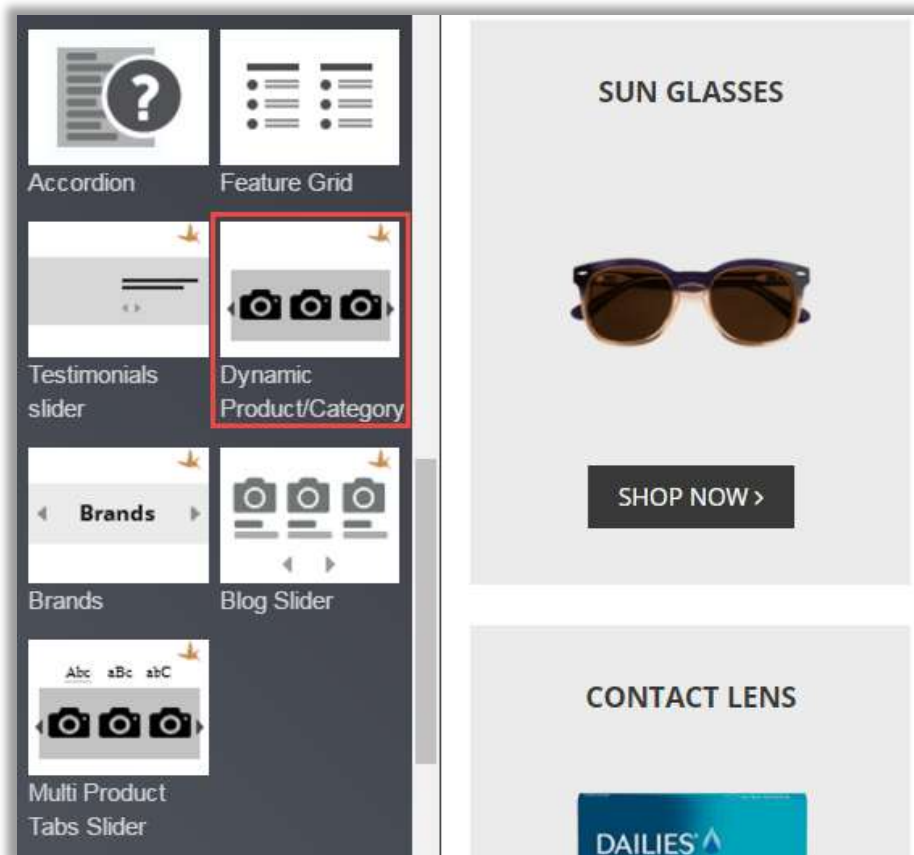 ?
Accordion
Feature Grid
Testimonials
slider
Dynamic
Product/Category
Brands
Brands
Blog Slider
Abc aBc abC
Multi Product
Tabs Slider
SUN GLASSES
SHOP NOW >
CONTACT LENS
DAILIES